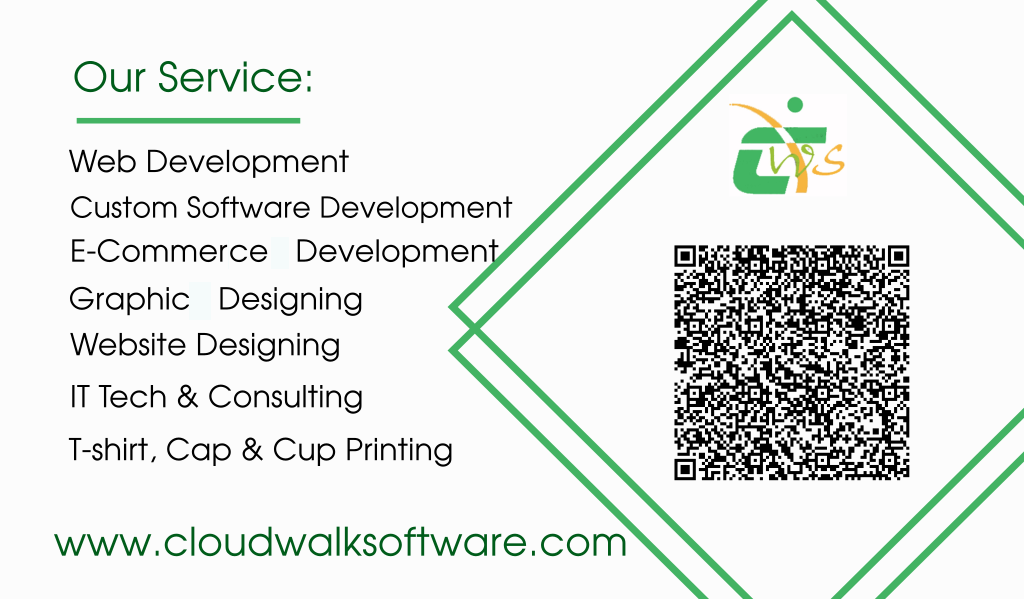 Our Service:
Web Development
Custom Software Development
E-Commerce Development
Graphic Designing
Website Designing
IT Tech & Consulting
T-shirt, Cap & Cup Printing
www.cloudwalksoftware.com
CWS